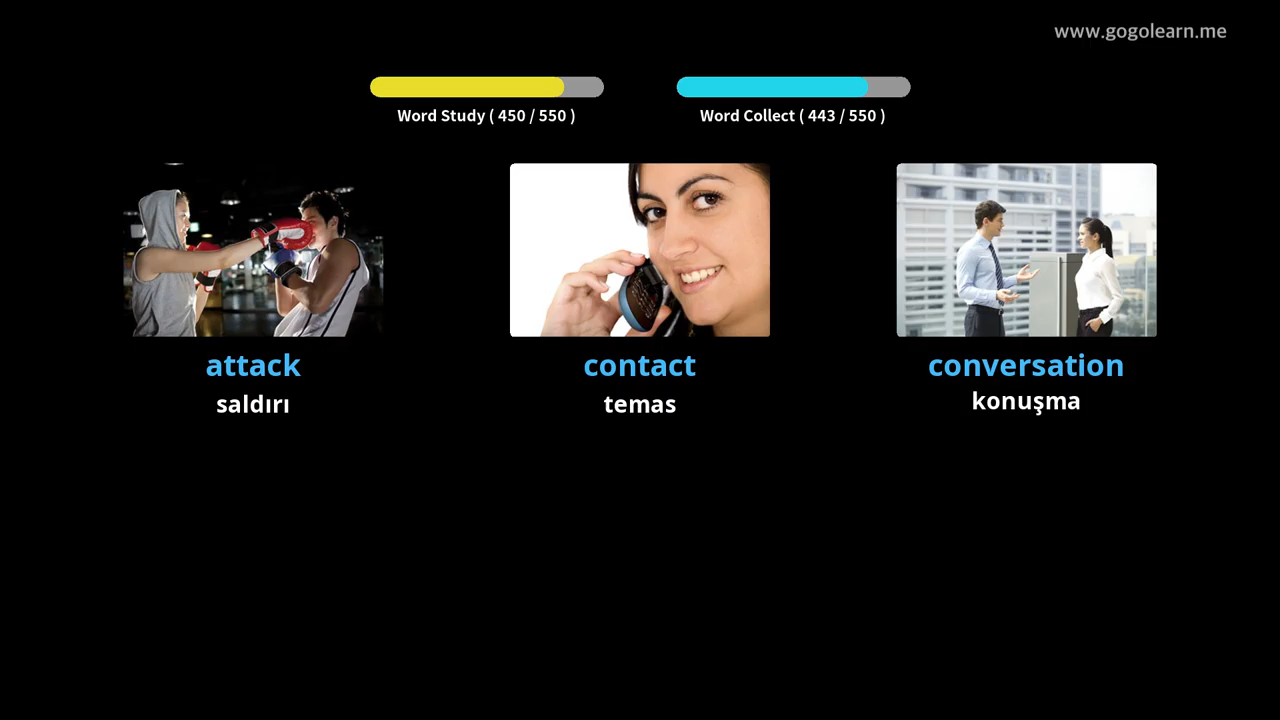 www.gogolearn.me
Word Study ( 450 / 550 )
Word Collect ( 443 / 550 )
attack
saldırı
contact
temas
conversation
konuşma